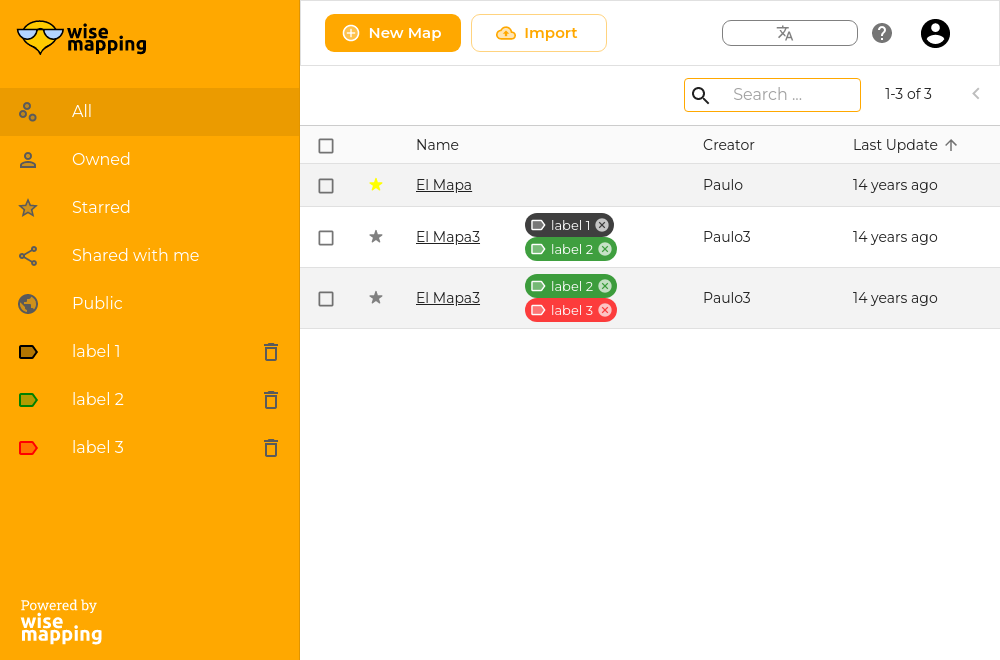 wise
mapping
New Map
Import
Search ...
1-3 of 3
All
Owned
Starred
Shared with me
Public
label 1
label 2
label 3
Name
Creator
Last Update
El Mapa
Paulo
14 years ago
El Mapa3
label 1
label 2
Paulo3
14 years ago
El Mapa3
label 2
label 3
Paulo3
14 years ago
Powered by
wise
mapping